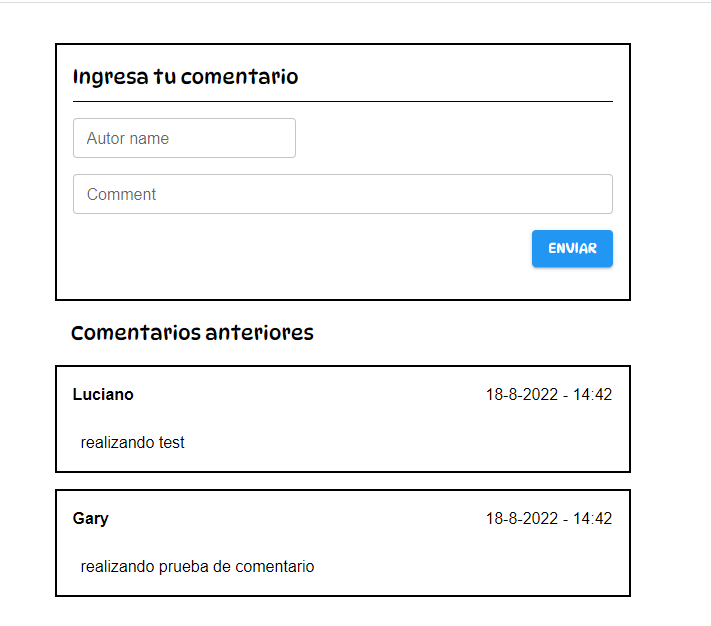 Ingresa tu comentario
Autor name
Comment
ENVIAR
Comentarios anteriores
Luciano 18-8-2022 - 14:42
realizando test
Gary 18-8-2022 - 14:42
realizando prueba de comentario